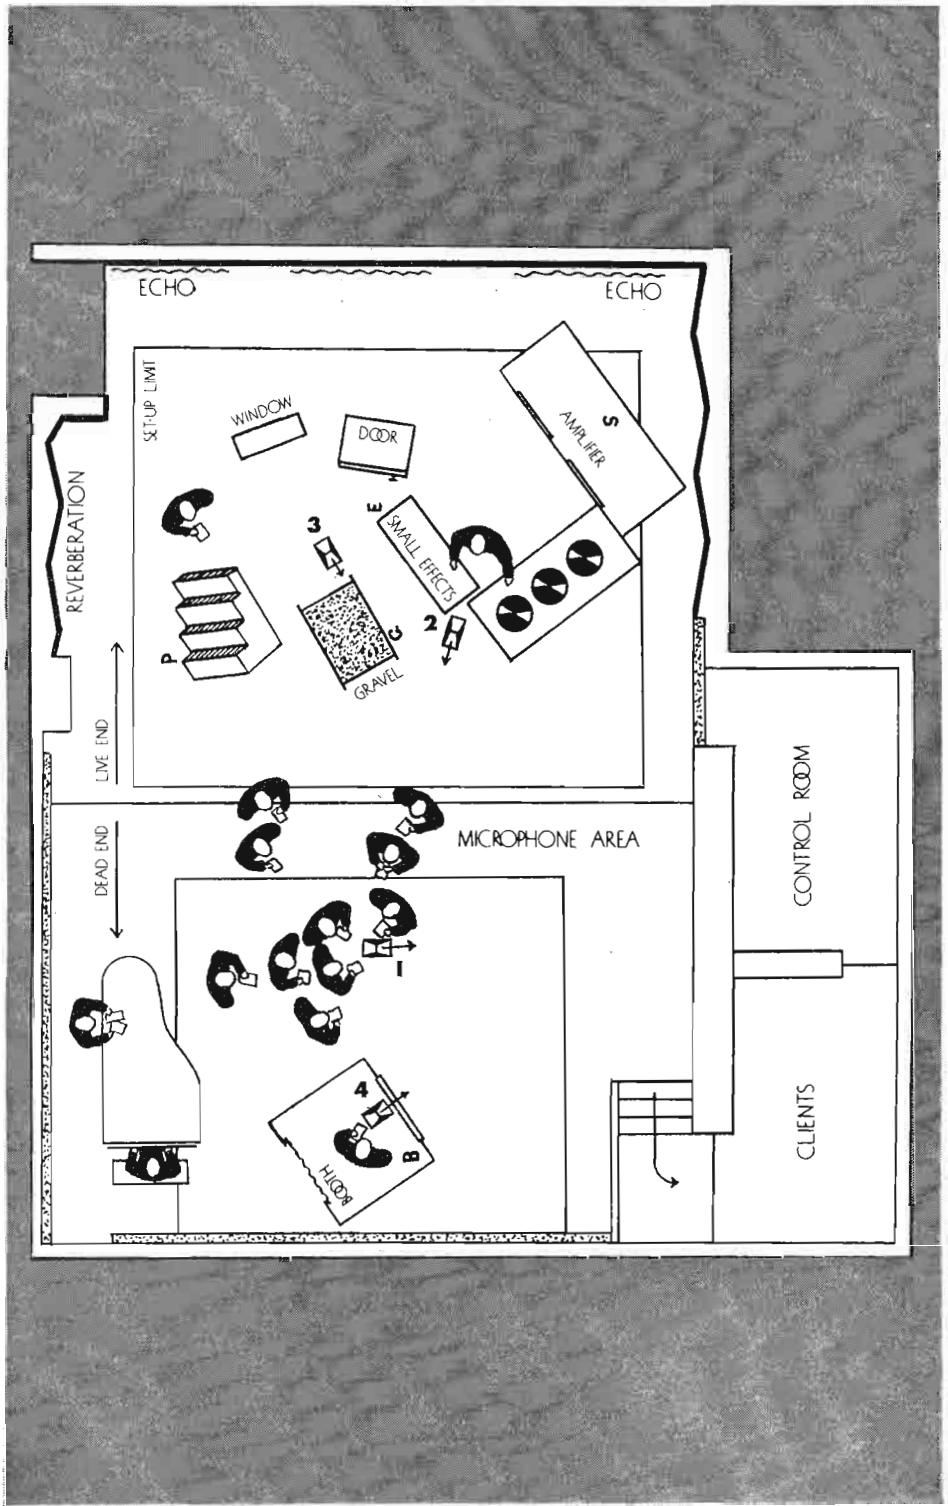 ECHO
ECHO
SET-UP LIMIT
WINDOW
DOOR
AMPLIFIER
S
REVERBERATION
3
E
SMALL EFFECTS
2
G
P
GRAVEL
LIVE END
DEAD END
MICROPHONE AREA
CONTROL ROOM
1
4
B
BOOTH
CLIENTS